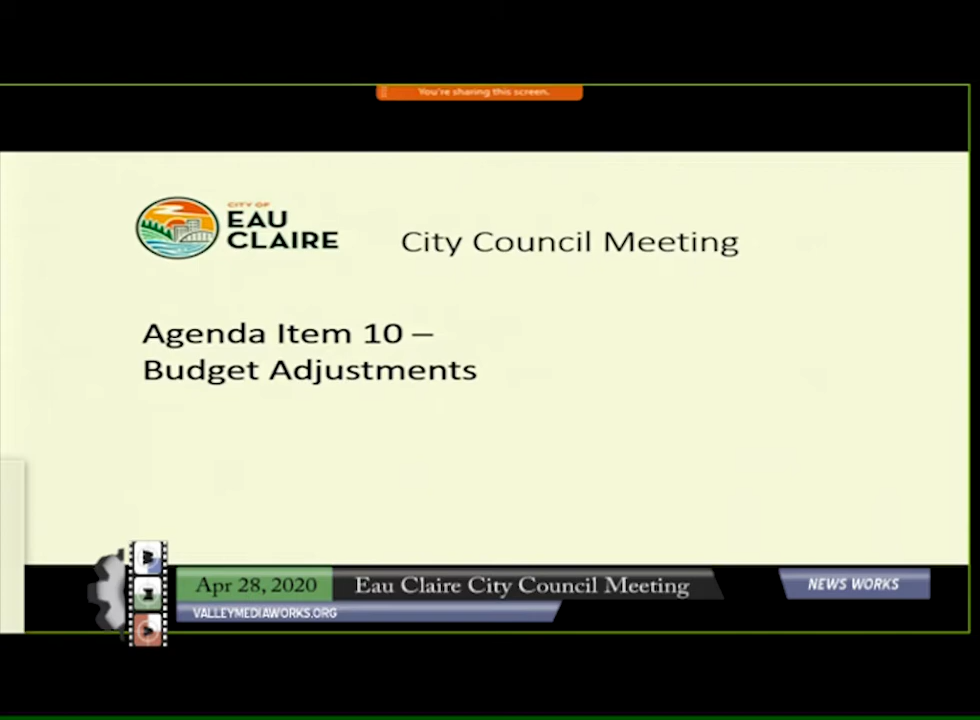 You're sharing this screen.
CITY OF
EAU
CLAIRE
City Council Meeting
Agenda Item 10 –
Budget Adjustments
Apr 28, 2020
Eau Claire City Council Meeting
NEWS WORKS
VALLEYMEDIAWORKS.ORG